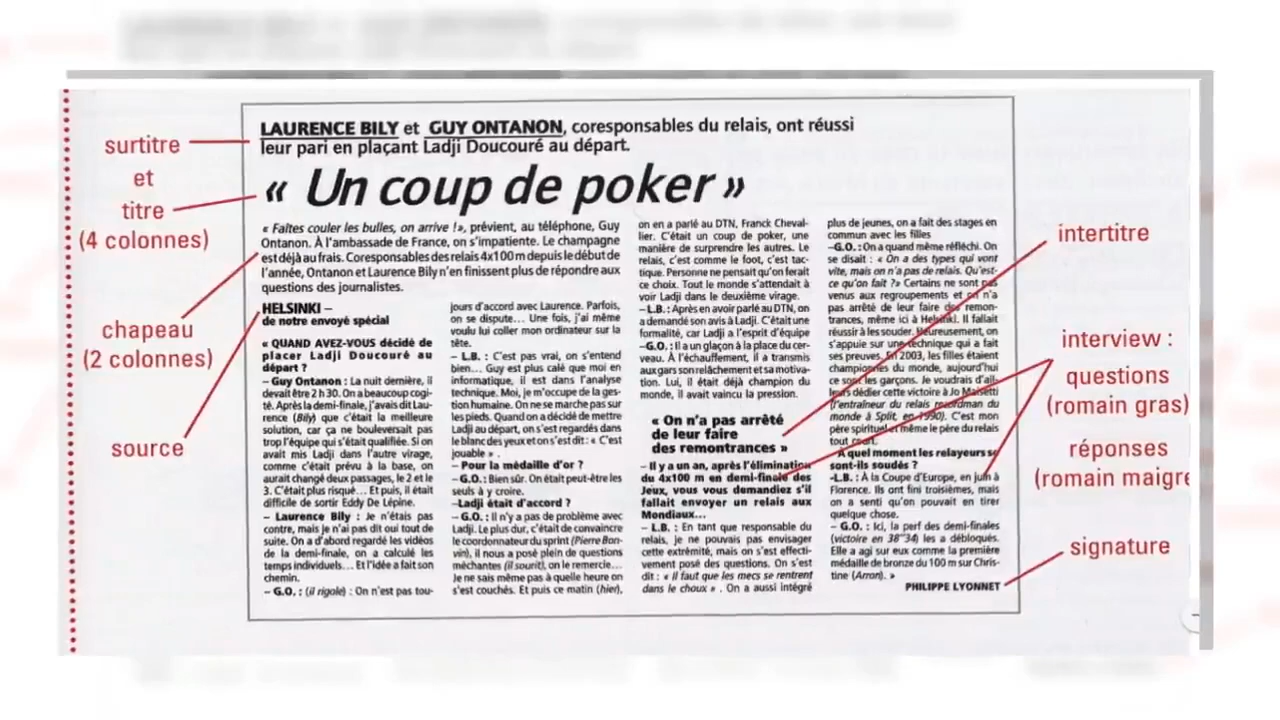 surtitre
et
titre
(4 colonnes)
chapeau
(2 colonnes)
source
LAURENCE BILY et GUY ONTANON, coresponsables du relais, ont réussi
leur pari en plaçant Ladji Doucouré au départ.
« Un coup de poker »
« Faîtes couler les bulles, on arrive !», prévient, au téléphone, Guy
Ontanon. À l'ambassade de France, on s'impatiente. Le champagne
est déjà au frais. Coresponsables des relais 4x100 m depuis le début de
l'année, Ontanon et Laurence Bily n'en finissent plus de répondre aux
questions des journalistes.
HELSINKI –
de notre envoyé spécial
« QUAND AVEZ-VOUS décidé de
placer Ladji Doucouré au
départ ?
– Guy Ontanon : La nuit dernière, il
devait être 2 h 30. On a beaucoup cogi-
té. Après la demi-finale, j'avais dit Lau-
rence (Bily) que c'était la meilleure
solution, car ça ne bouleversait pas
trop l'équipe qui s'était qualifiée. Si on
avait mis Ladji dans l'autre virage,
comme c'était prévu à la base, on
aurait changé deux passages, le 2 et le
3. C'était plus risqué... Et puis, il était
difficile de sortir Eddy De Lépine.
– Laurence Bily : Je n'étais pas
contre, mais je n'ai pas dit oui tout de
suite. On a d'abord regardé les vidéos
de la demi-finale, on a calculé les
temps individuels... Et l'idée a fait son
chemin.
– G.O. : (il rigole) : On n'est pas tou-
jours d'accord avec Laurence. Parfois,
on se dispute... Une fois, j'ai même
voulu lui coller mon ordinateur sur la
tête.
– L.B. : C'est pas vrai, on s'entend
bien... Guy est plus calé que moi en
informatique, il est dans l'analyse
technique. Moi, je m'occupe de la ges-
tion humaine. On ne se marche pas sur
les pieds. Quand on a décidé de mettre
Ladji au départ, on s'est regardés dans
le blanc des yeux et on s'est dit : « C'est
jouable » .
– Pour la médaille d'or ?
– G.O. : Bien sûr. On était peut-être les
seuls à y croire.
–Ladji était d'accord ?
– G.O. : Il n'y a pas de problème avec
Ladji. Le plus dur, c'était de convaincre
le coordonnateur du sprint (Pierre Bon-
vin), il nous a posé plein de questions
méchantes (il sourit), on le remercie...
Je ne sais même pas à quelle heure on
s'est couchés. Et puis ce matin (hier),
on en a parlé au DTN, Franck Cheval-
lier. C'était un coup de poker, une
manière de surprendre les autres. Le
relais, c'est comme le foot, c'est tac-
tique. Personne ne pensait qu'on ferait
ce choix. Tout le monde s'attendait à
voir Ladji dans le deuxième virage.
– L.B. : Après en avoir parlé au DTN, on
a demandé son avis à Ladji. C'était une
formalité, car Ladji a l'esprit d'équipe
– G.O. : Il a un glaçon à la place du cer-
veau. À l'échauffement, il a transmis
aux gars son relâchement et sa motiva-
tion. Lui, il était déjà champion du
monde, il avait vaincu la pression.
« On n'a pas arrêté
de leur faire
des remontrances »
– Il y a un an, après l'élimination
du 4x100 m en demi-finale des
Jeux, vous vous demandiez s'il
fallait envoyer un relais aux
Mondiaux...
– L.B. : En tant que responsable du
relais, je ne pouvais pas envisager
cette extrémité, mais on s'est effecti-
vement posé des questions. On s'est
dit : « Il faut que les mecs se rentrent
dans le choux » . On a aussi intégré
plus de jeunes, on a fait des stages en
commun avec les filles
–G.O. : On a quand même réfléchi. On
se disait : « On a des types qui vont
vite, mais on n'a pas de relais. Qu'est-
ce qu'on fait ?» Certains ne sont pas
venus aux regroupements et on n'a
pas arrêté de leur faire des remon-
trances, même ici à Helsinki. Il fallait
réussir à les souder. Heureusement, on
s'appuie sur une technique qui a fait
ses preuves. En 2003, les filles étaient
championnes du monde, aujourd'hui
ce sont les garçons. Je voudrais d'ail-
leurs dédier cette victoire à Jo Maïsetti
(l'entraîneur du relais recordman du
monde à Split, en 1990). C'est mon
père spirituel et même le père du relais
tout court.
A quel moment les relayeurs se
sont-ils soudés ?
–L.B. : À la Coupe d'Europe, en juin à
Florence. Ils ont fini troisièmes, mais
on a senti qu'on pouvait en tirer
quelque chose.
– G.O. : Ici, la perf des demi-finales
(victoire en 38''34) les a débloqués.
Elle a agi sur eux comme la première
médaille de bronze du 100 m sur Chris-
tine (Arron). »
PHILIPPE LYONNET
intertitre
interview :
questions
(romain gras)
réponses
(romain maigre
signature